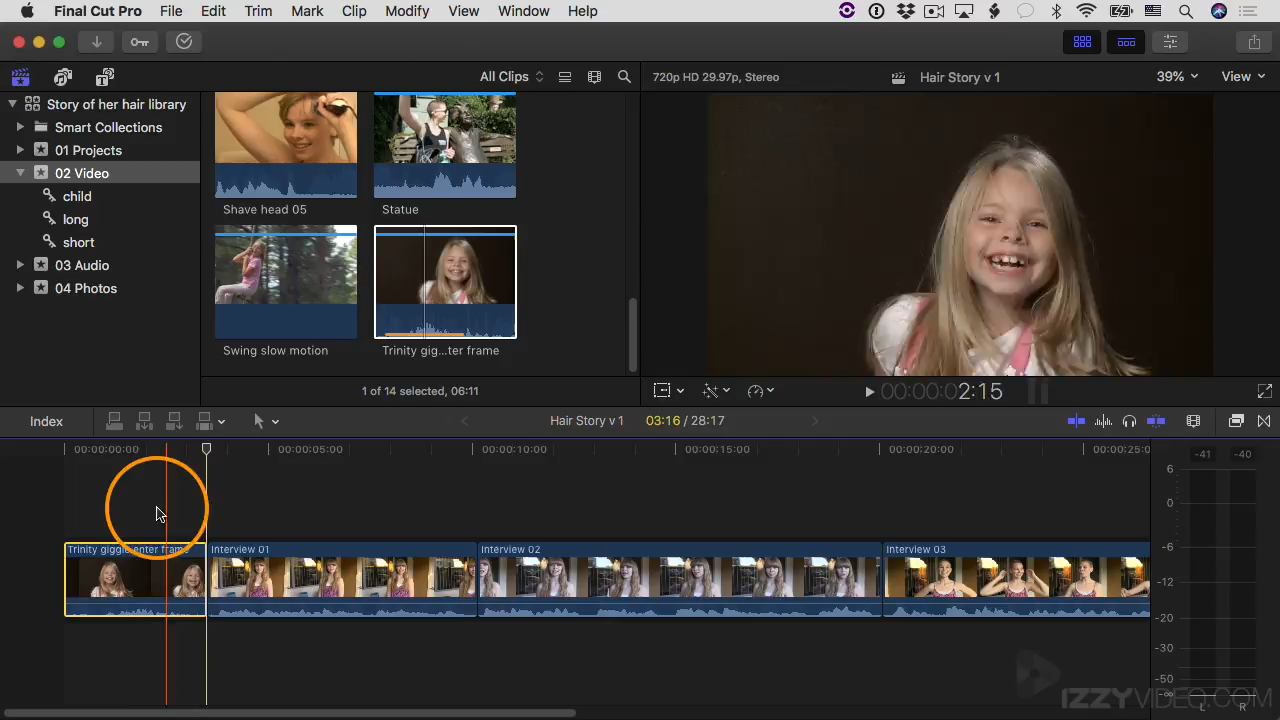 Final Cut Pro File Edit Trim Mark Clip Modify View Window Help
All Clips
720p HD 29.97p, Stereo
Hair Story v 1
39%
View
Story of her hair library
Smart Collections
01 Projects
02 Video
child
long
short
03 Audio
04 Photos
Shave head 05
Statue
Swing slow motion
Trinity gig...ter frame
1 of 14 selected, 06:11
00:00:02:15
Index
Hair Story v 1
03:16 / 28:17
00:00:00:00
00:00:05:00
00:00:10:00
00:00:15:00
00:00:20:00
00:00:25:0
-41 -40
6
0
-6
-12
-20
-30
-50
-∞
L R
Trinity giggle enter frame
Interview 01
Interview 02
Interview 03
IZZYVIDEO.COM